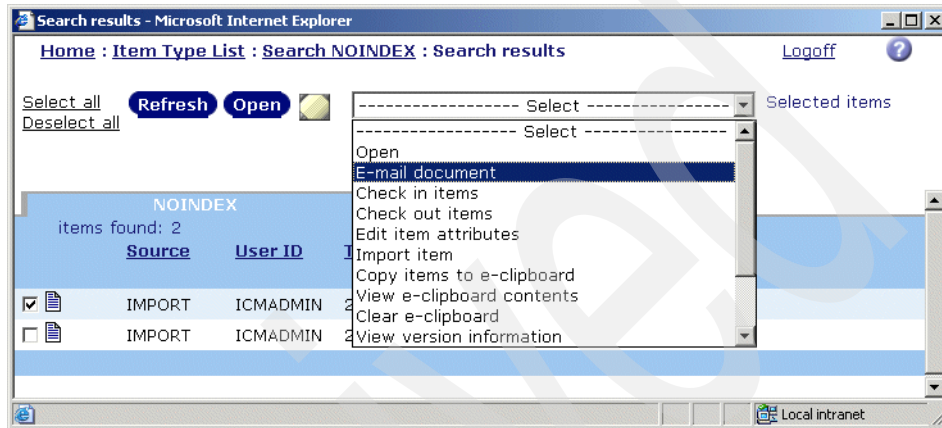 Search results - Microsoft Internet Explorer
Home : Item Type List : Search NOINDEX : Search results Logoff ?
Select all Refresh Open ------------------ Select ---------------- Selected items
Deselect all
------------------ Select ----------------
Open
E-mail document
Check in items
Check out items
Edit item attributes
Import item
Copy items to e-clipboard
View e-clipboard contents
Clear e-clipboard
View version information
NOINDEX
items found: 2
Source User ID
IMPORT ICMADMIN 2
IMPORT ICMADMIN 2
Local intranet